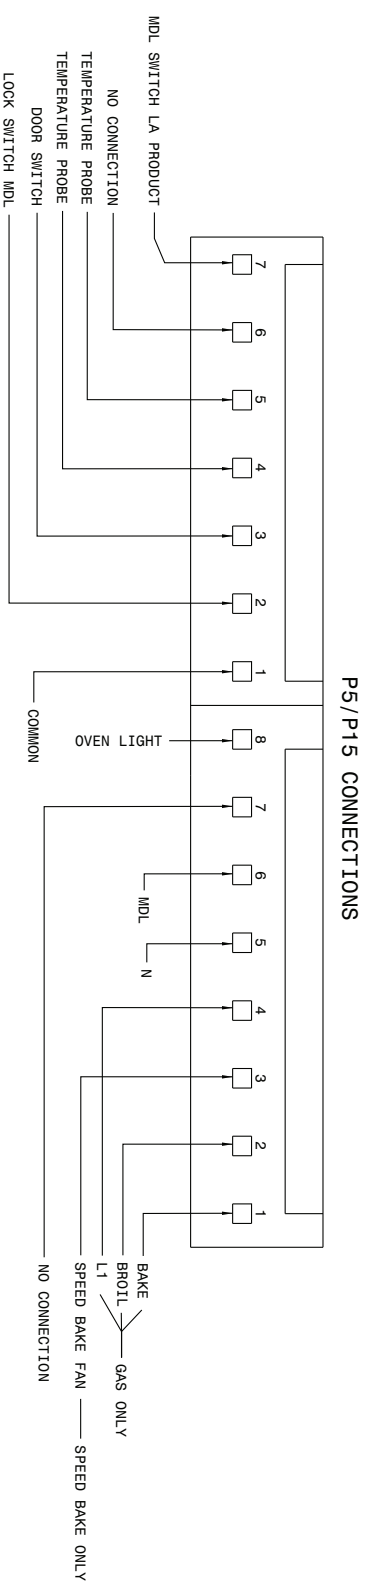 P5/P15 CONNECTIONS
MDL SWITCH LA PRODUCT
NO CONNECTION
TEMPERATURE PROBE
TEMPERATURE PROBE
DOOR SWITCH
LOCK SWITCH MDL
7
6
5
4
3
2
1
8
7
6
5
4
3
2
1
COMMON
OVEN LIGHT
MDL
N
BAKE
BROIL
L1
GAS ONLY
SPEED BAKE FAN
SPEED BAKE ONLY
NO CONNECTION